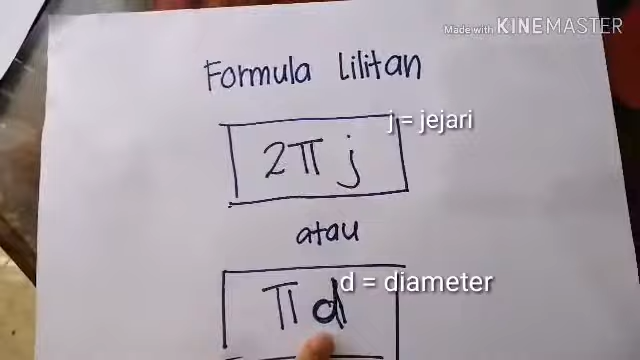 Made with KINEMASTER
Formula Lilitan
j = jejari
2π j
atau
d = diameter
π d